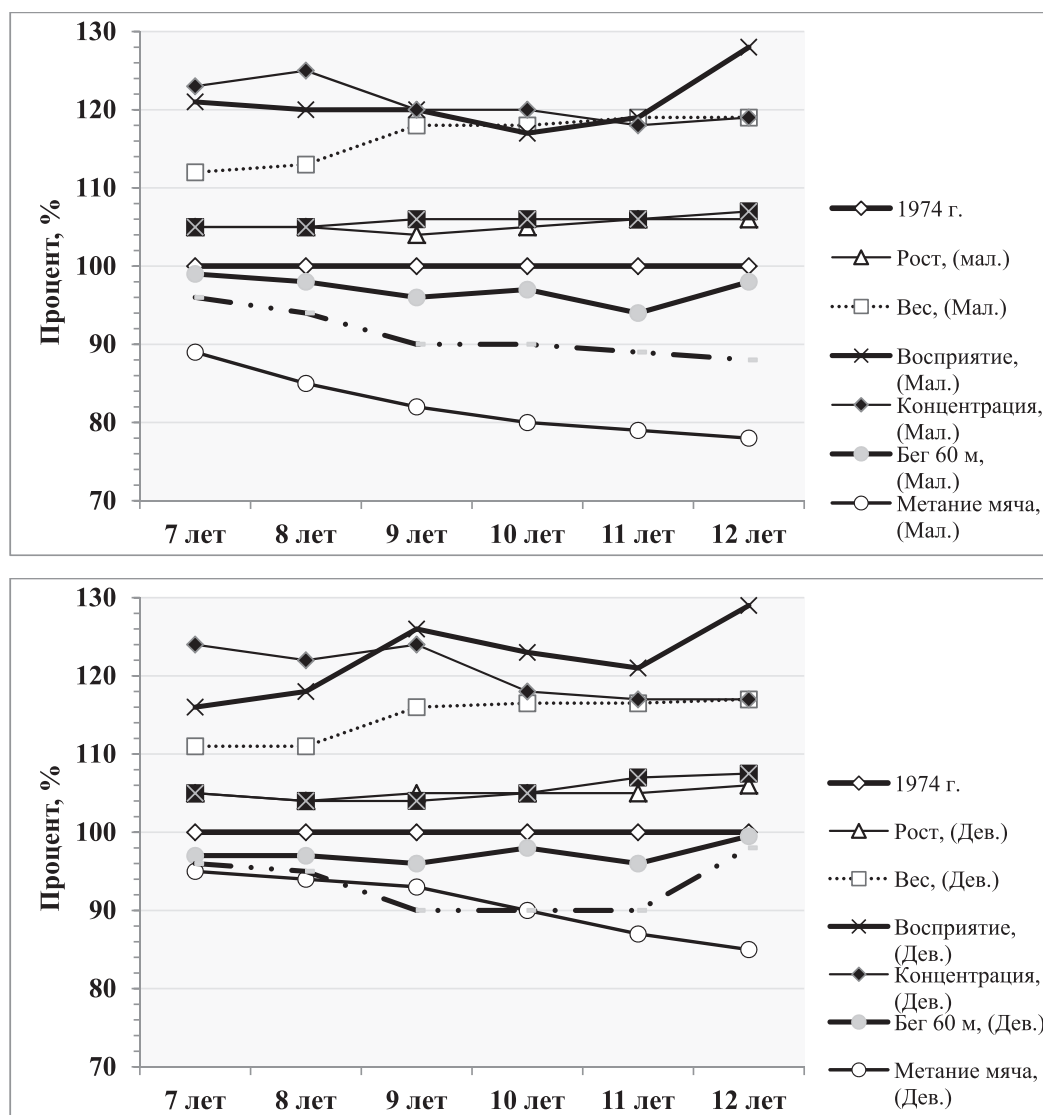 130
120
110
100
90
80
70
Процент, %
7 лет 8 лет 9 лет 10 лет 11 лет 12 лет
1974 г.
Рост, (мал.)
Вес, (Мал.)
Восприятие,
(Мал.)
Концентрация,
(Мал.)
Бег 60 м,
(Мал.)
Метание мяча,
(Мал.)
130
120
110
100
90
80
70
Процент, %
7 лет 8 лет 9 лет 10 лет 11 лет 12 лет
1974 г.
Рост, (Дев.)
Вес, (Дев.)
Восприятие,
(Дев.)
Концентрация,
(Дев.)
Бег 60 м, (Дев.)
Метание мяча,
(Дев.)